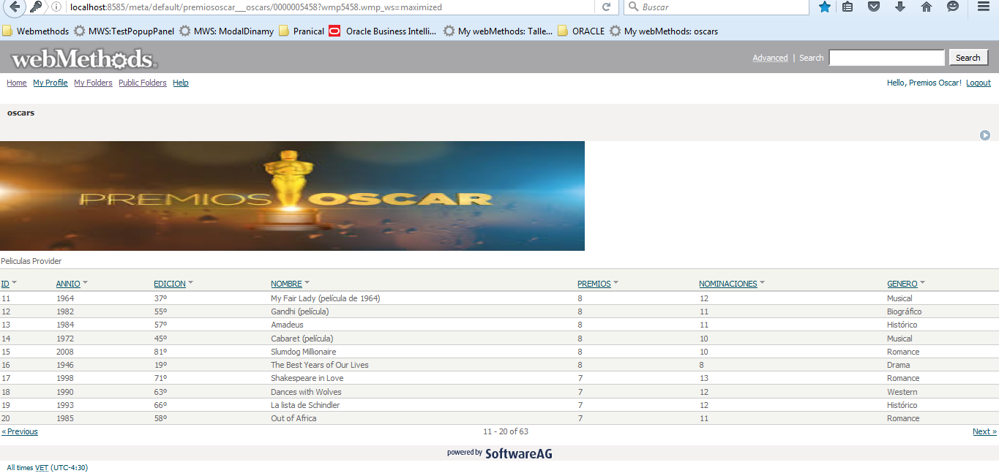 localhost:8585/meta/default/premiososcar___oscars/0000005458?wmp5458.wmp_ws=maximized Buscar
Webmethods MWS:TestPopupPanel MWS: ModalDinamy Pranical Oracle Business Intelli... My webMethods: Talle... ORACLE My webMethods: oscars
webMethods. Advanced | Search Search
Home My Profile My Folders Public Folders Help Hello, Premios Oscar! Logout
oscars
PREMIOS OSCAR
Peliculas Provider
ID ANNIO EDICION NOMBRE PREMIOS NOMINACIONES GENERO
11 1964 37º My Fair Lady (película de 1964) 8 12 Musical
12 1982 55º Gandhi (película) 8 11 Biográfico
13 1984 57º Amadeus 8 11 Histórico
14 1972 45º Cabaret (película) 8 10 Musical
15 2008 81º Slumdog Millionaire 8 10 Romance
16 1946 19º The Best Years of Our Lives 8 8 Drama
17 1998 71º Shakespeare in Love 7 13 Romance
18 1990 63º Dances with Wolves 7 12 Western
19 1993 66º La lista de Schindler 7 12 Histórico
20 1985 58º Out of Africa 7 11 Romance
« Previous 11 - 20 of 63 Next »
powered by SoftwareAG
All times VET (UTC-4:30)